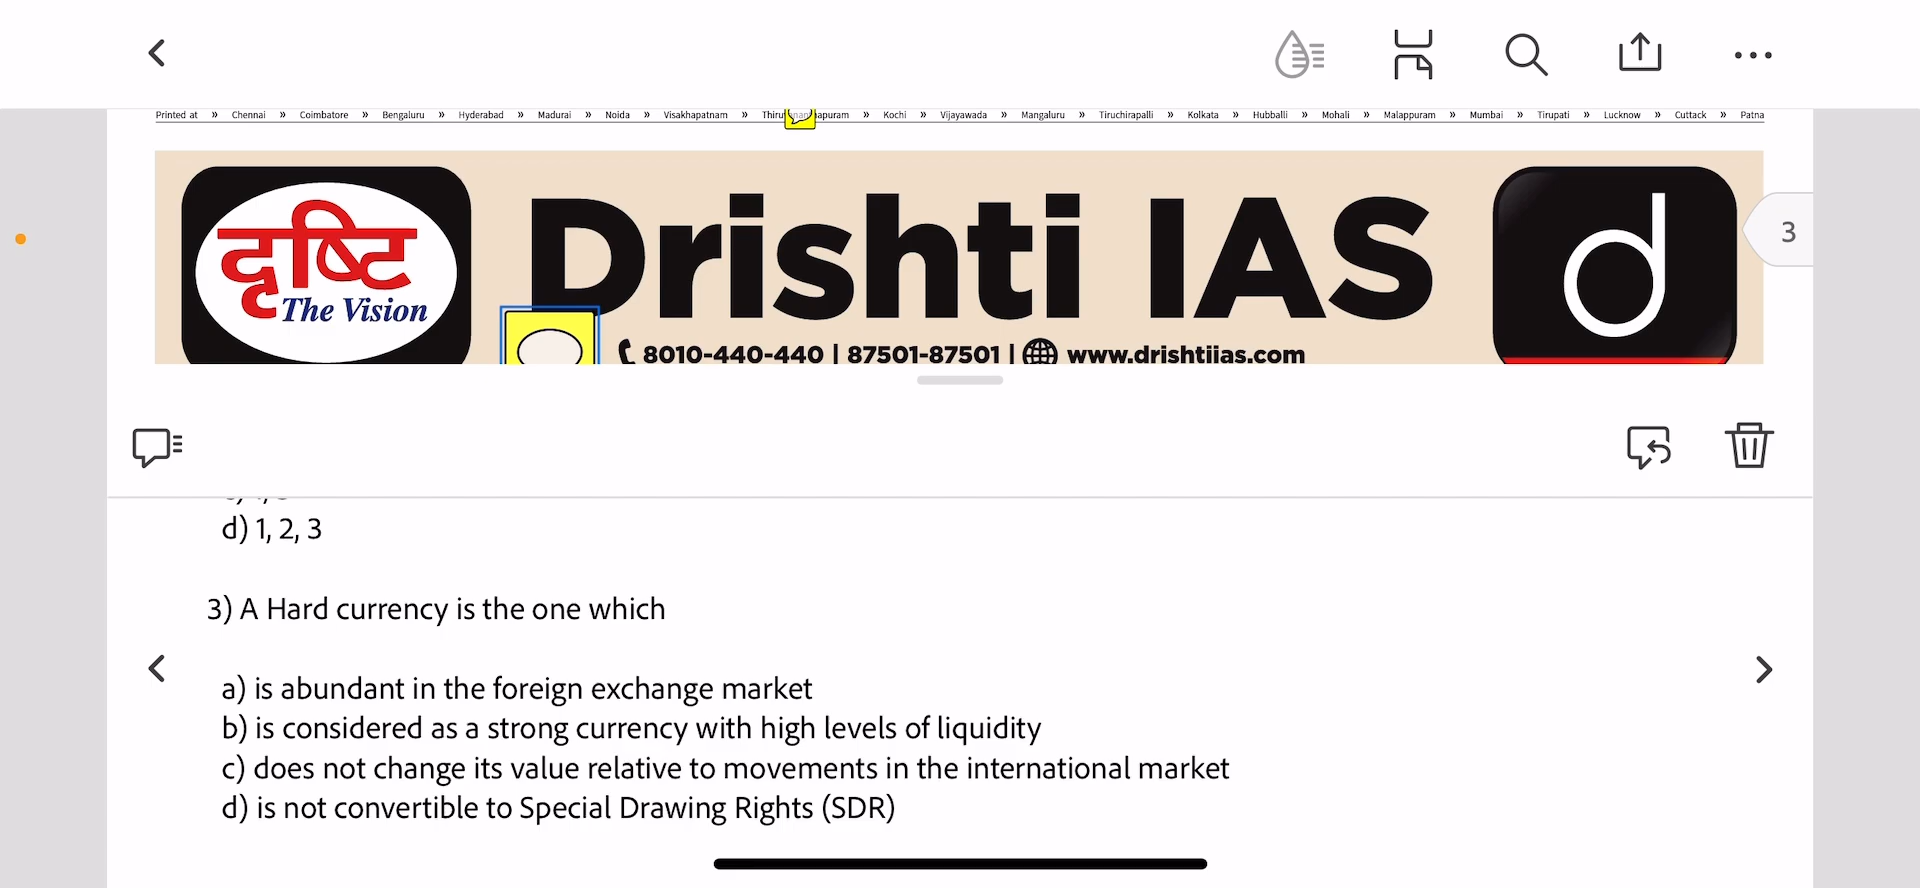 Printed at » Chennai » Coimbatore » Bengaluru » Hyderabad » Madurai » Noida » Visakhapatnam » Kochi » Vijayawada » Mangaluru » Tiruchirapalli » Kolkata » Hubballi » Mohali » Malappuram » Mumbai » Tirupati » Lucknow » Cuttack » Patna
दृष्टि
The Vision
Drishti IAS
d
8010-440-440 | 87501-87501 | www.drishtiias.com
3
d) 1, 2, 3
3) A Hard currency is the one which
a) is abundant in the foreign exchange market
b) is considered as a strong currency with high levels of liquidity
c) does not change its value relative to movements in the international market
d) is not convertible to Special Drawing Rights (SDR)